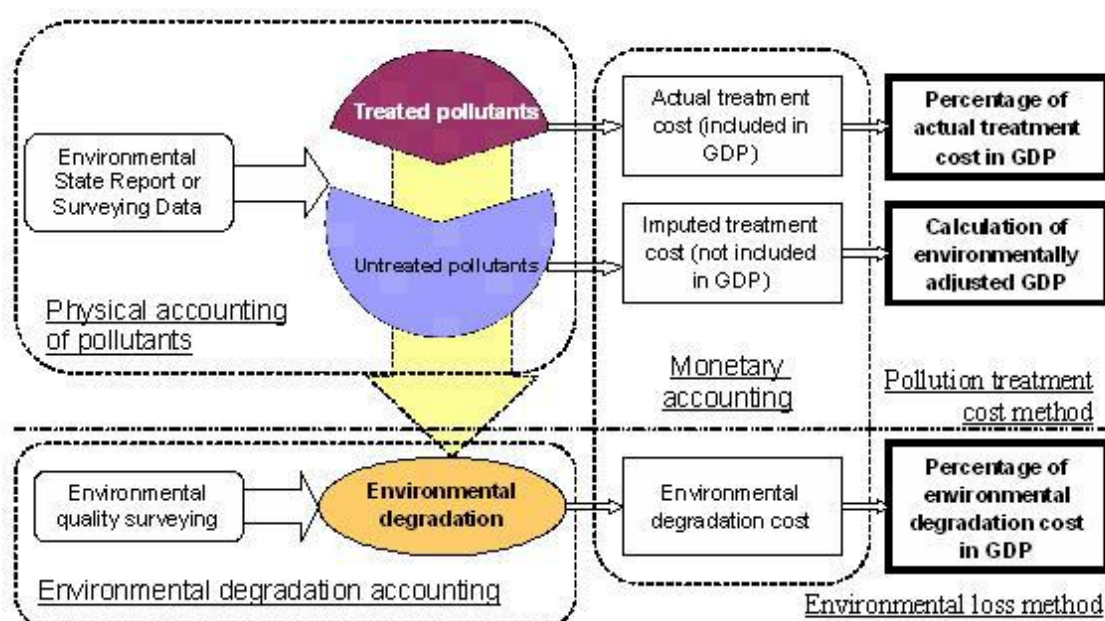 Treated pollutants
Environmental
State Report or
Surveying Data
Untreated pollutants
Physical accounting
of pollutants
Actual treatment
cost (included in
GDP)
Imputed treatment
cost (not included in
GDP)
Monetary
accounting
Percentage of
actual treatment
cost in GDP
Calculation of
environmentally
adjusted GDP
Pollution treatment
cost method
Environmental
quality surveying
Environmental
degradation
Environmental degradation accounting
Environmental
degradation cost
Percentage of
environmental
degradation cost
in GDP
Environmental loss method